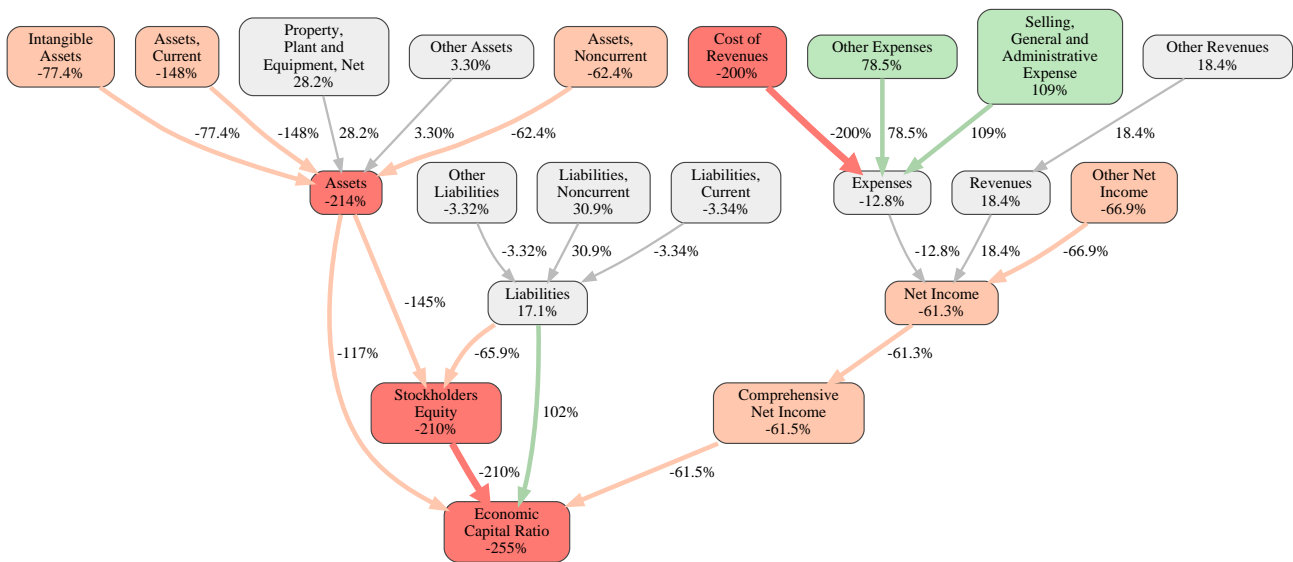 Intangible
Assets
-77.4%
Assets,
Current
-148%
Property,
Plant and
Equipment, Net
28.2%
Other Assets
3.30%
Assets,
Noncurrent
-62.4%
Cost of
Revenues
-200%
Other Expenses
78.5%
Selling,
General and
Administrative
Expense
109%
Other Revenues
18.4%
-77.4%
-148%
28.2%
3.30%
-62.4%
-200%
78.5%
109%
18.4%
Assets
-214%
Other
Liabilities
-3.32%
Liabilities,
Noncurrent
30.9%
Liabilities,
Current
-3.34%
Expenses
-12.8%
Revenues
18.4%
Other Net
Income
-66.9%
-3.32%
30.9%
-3.34%
-12.8%
18.4%
-66.9%
-145%
Liabilities
17.1%
Net Income
-61.3%
-117%
-65.9%
-61.3%
Stockholders
Equity
-210%
102%
Comprehensive
Net Income
-61.5%
-210%
-61.5%
Economic
Capital Ratio
-255%